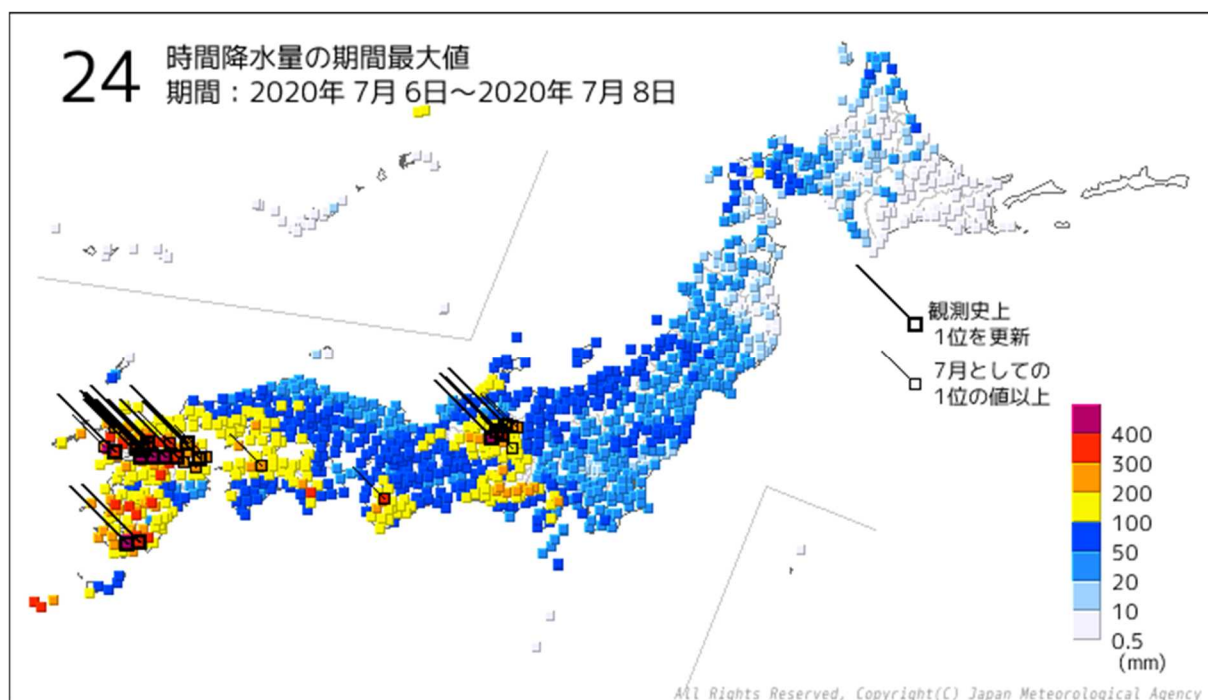 24
時間降水量の期間最大値
期間：2020年 7月 6日～2020年 7月 8日
観測史上
1位を更新
7月としての
1位の値以上
400
300
200
100
50
20
10
0.5
(mm)
All Rights Reserved, Copyright(C) Japan Meteorological Agency